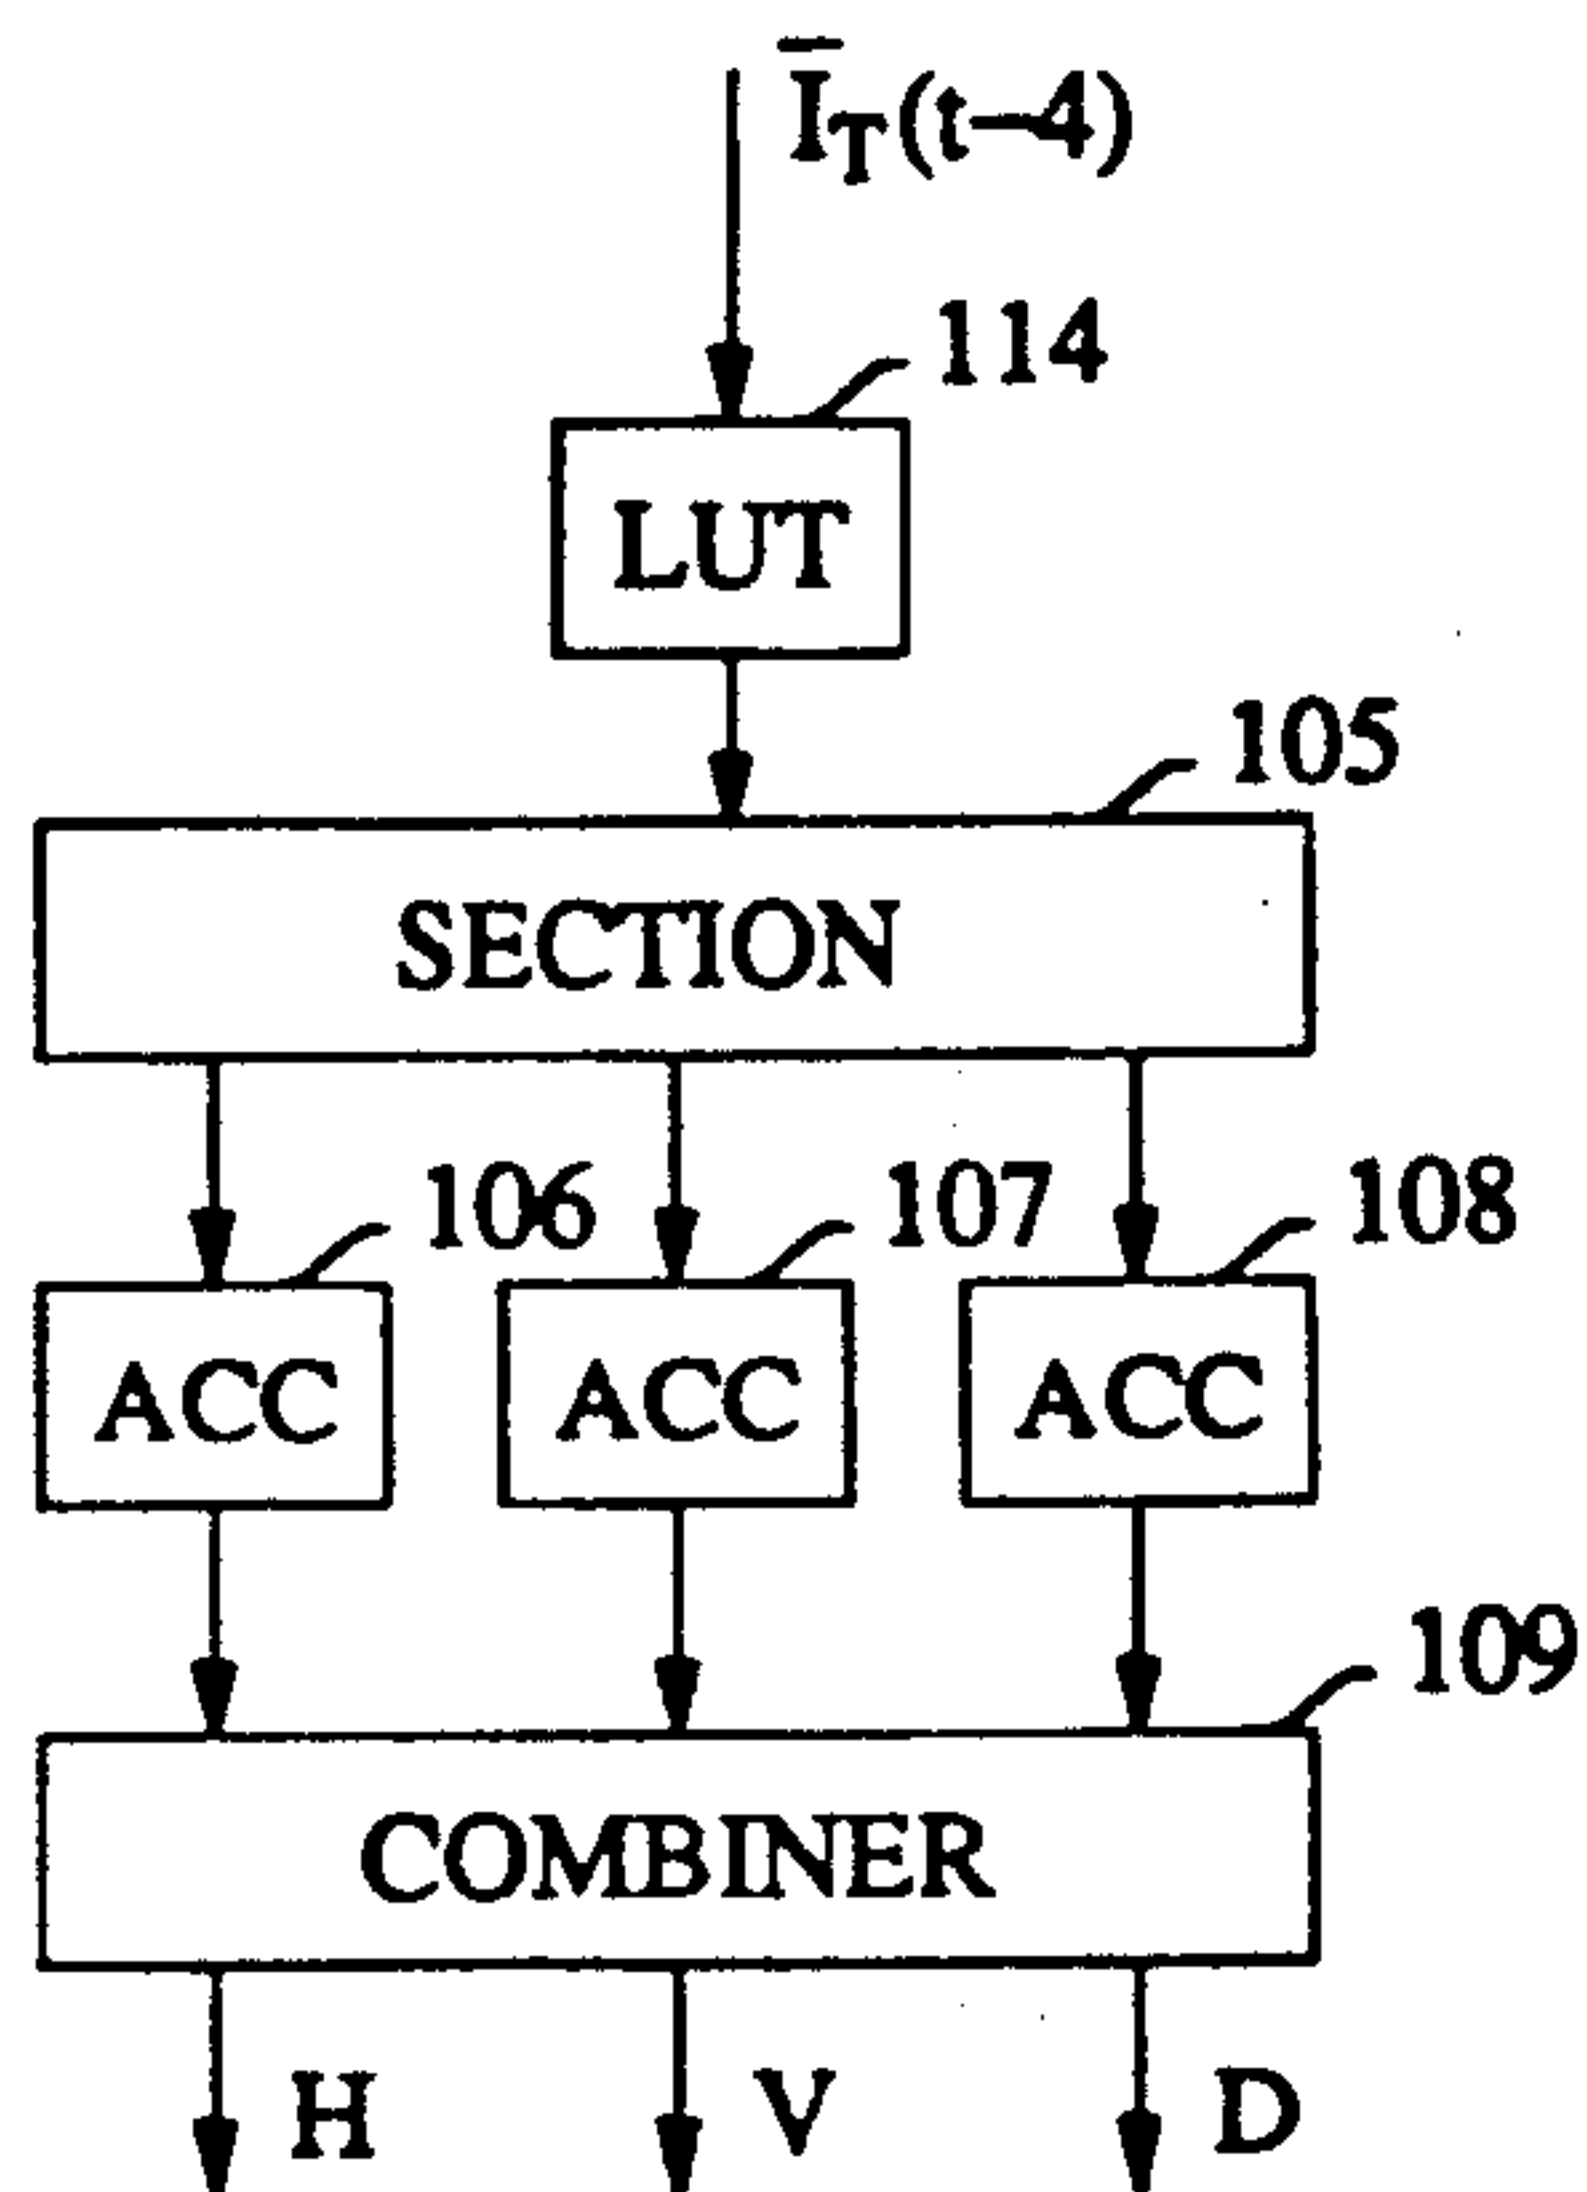 Ī_T(t−4)
114
LUT
105
SECTION
106 107 108
ACC ACC ACC
109
COMBINER
H V D